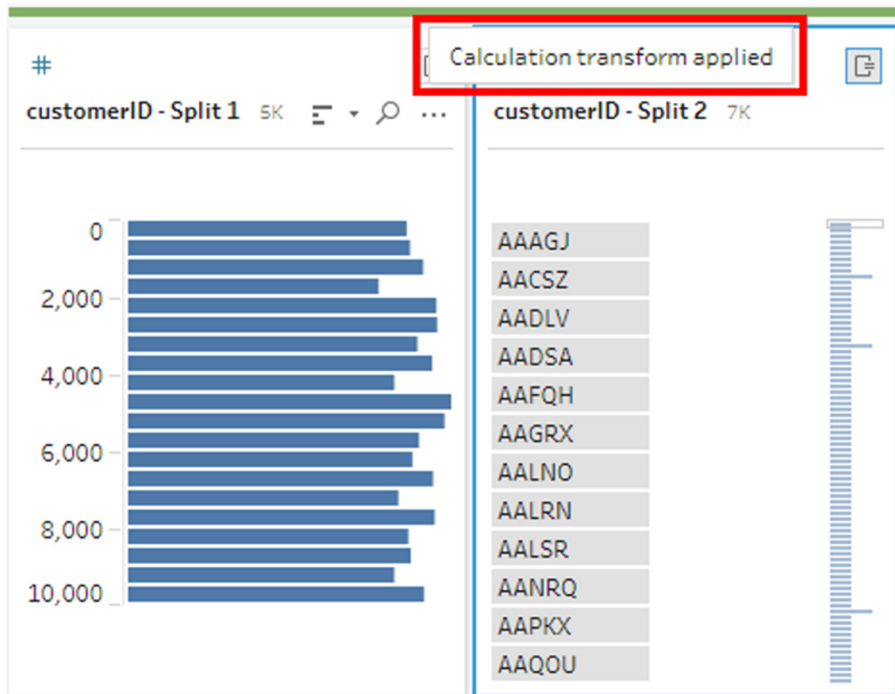 Calculation transform applied
#
customerID - Split 1 5K ...
customerID - Split 2 7K
0
2,000
4,000
6,000
8,000
10,000
AAAGJ
AACSZ
AADLV
AADSA
AAFQH
AAGRX
AALNO
AALRN
AALSR
AANRQ
AAPKX
AAQOU